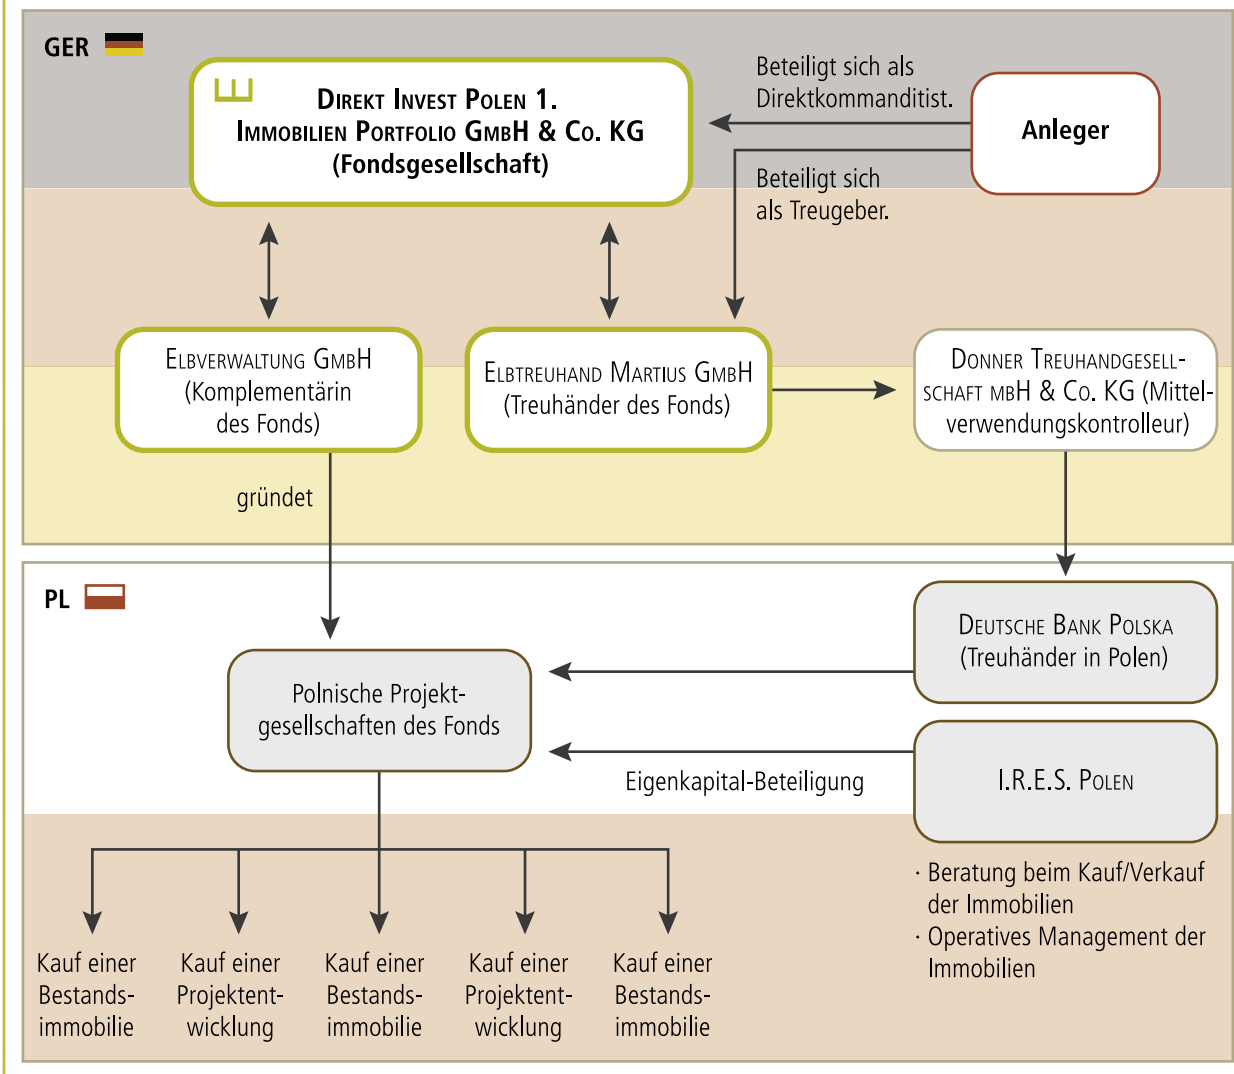 GER
E
DIREKT INVEST POLEN 1.
IMMOBILIEN PORTFOLIO GMBH & CO. KG
(Fondsgesellschaft)
Beteiligt sich als
Direktkommanditist.
Anleger
Beteiligt sich
als Treugeber.
ELBVERWALTUNG GMBH
(Komplementärin
des Fonds)
ELBTREUHAND MARTIUS GMBH
(Treuhänder des Fonds)
DONNER TREUHANDGESELL-
SCHAFT MBH & CO. KG (Mittel-
verwendungskontrolleur)
gründet
PL
DEUTSCHE BANK POLSKA
(Treuhänder in Polen)
Polnische Projekt-
gesellschaften des Fonds
Eigenkapital-Beteiligung
I.R.E.S. POLEN
· Beratung beim Kauf/Verkauf
der Immobilien
· Operatives Management der
Immobilien
Kauf einer
Bestands-
immobilie
Kauf einer
Projektent-
wicklung
Kauf einer
Bestands-
immobilie
Kauf einer
Projektent-
wicklung
Kauf einer
Bestands-
immobilie